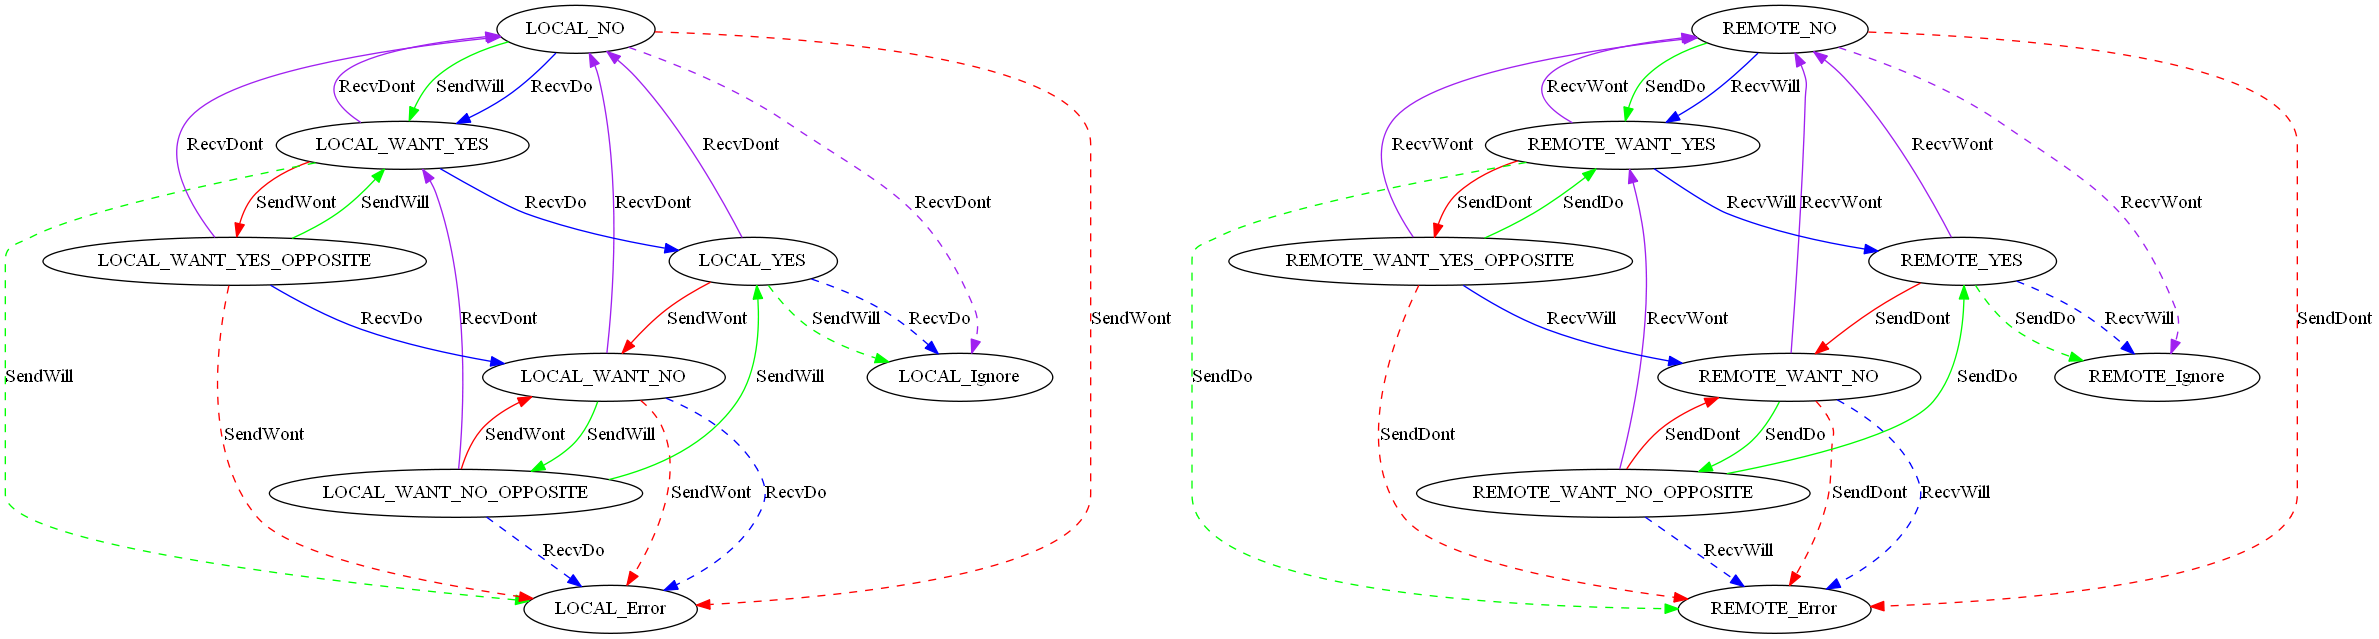 LOCAL_NO
REMOTE_NO
RecvDont
SendWill
RecvDo
RecvWont
SendDo
RecvWill
LOCAL_WANT_YES
REMOTE_WANT_YES
RecvDont
RecvDont
RecvWont
RecvWont
SendWont
SendWill
RecvDo
RecvDont
RecvDont
SendDont
SendDo
RecvWill
RecvWont
RecvWont
LOCAL_WANT_YES_OPPOSITE
LOCAL_YES
REMOTE_WANT_YES_OPPOSITE
REMOTE_YES
RecvDo
RecvDont
SendWont
SendWill
RecvDo
SendWont
RecvWill
RecvWont
SendDont
SendDo
RecvWill
SendDont
SendWill
LOCAL_WANT_NO
LOCAL_Ignore
SendDo
REMOTE_WANT_NO
REMOTE_Ignore
SendWill
SendDo
SendWont
SendWont
SendWill
SendDont
SendDont
SendDo
LOCAL_WANT_NO_OPPOSITE
SendWont
RecvDo
REMOTE_WANT_NO_OPPOSITE
SendDont
RecvWill
RecvDo
RecvWill
LOCAL_Error
REMOTE_Error